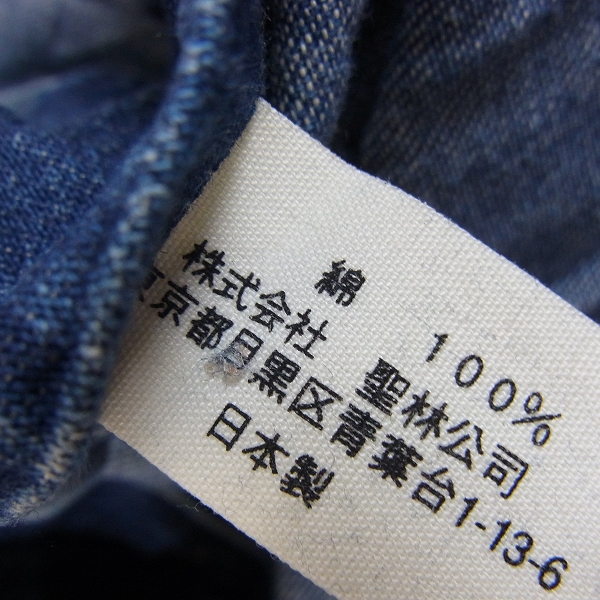 綿 100%
株式会社 聖林公司
東京都目黒区青葉台1-13-6
日本製